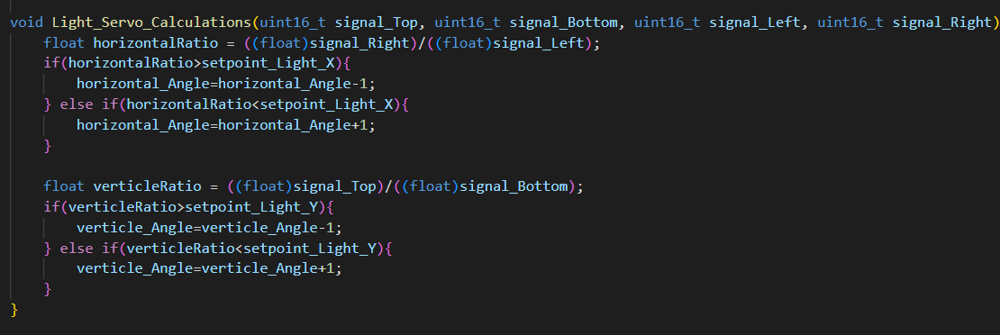 void Light_Servo_Calculations(uint16_t signal_Top, uint16_t signal_Bottom, uint16_t signal_Left, uint16_t signal_Right)
float horizontalRatio = ((float)signal_Right)/((float)signal_Left);
if(horizontalRatio>setpoint_Light_X){
horizontal_Angle=horizontal_Angle-1;
} else if(horizontalRatio<setpoint_Light_X){
horizontal_Angle=horizontal_Angle+1;
}
float verticleRatio = ((float)signal_Top)/((float)signal_Bottom);
if(verticleRatio>setpoint_Light_Y){
verticle_Angle=verticle_Angle-1;
} else if(verticleRatio<setpoint_Light_Y){
verticle_Angle=verticle_Angle+1;
}
}